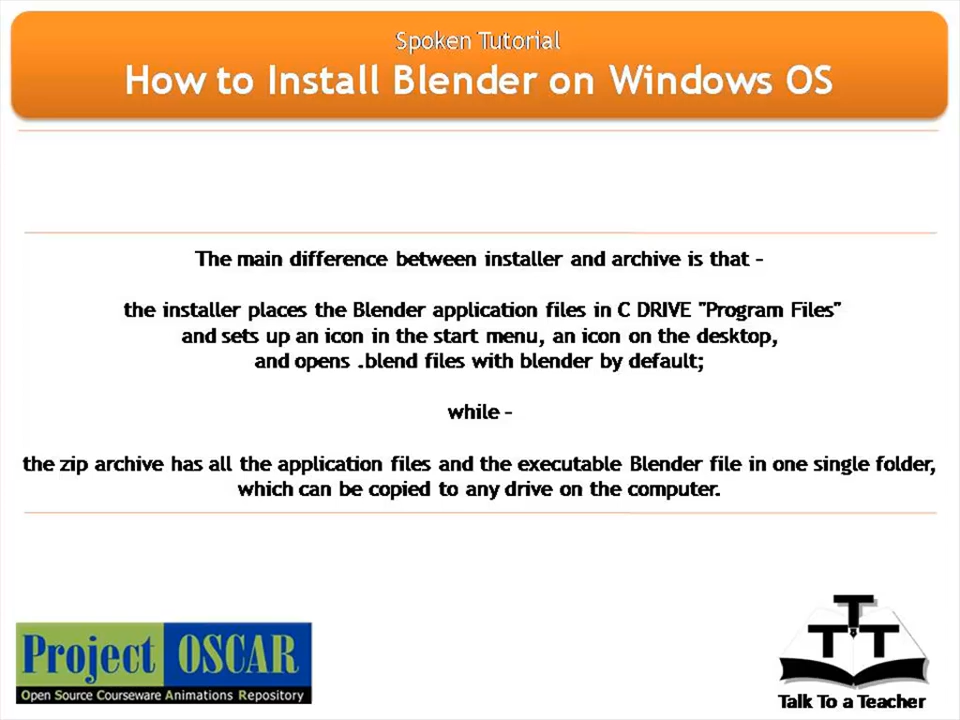 Spoken Tutorial
How to Install Blender on Windows OS
The main difference between installer and archive is that -
the installer places the Blender application files in C DRIVE "Program Files"
and sets up an icon in the start menu, an icon on the desktop,
and opens .blend files with blender by default;
while -
the zip archive has all the application files and the executable Blender file in one single folder,
which can be copied to any drive on the computer.
Project OSCAR
Open Source Courseware Animations Repository
T T T
Talk To a Teacher